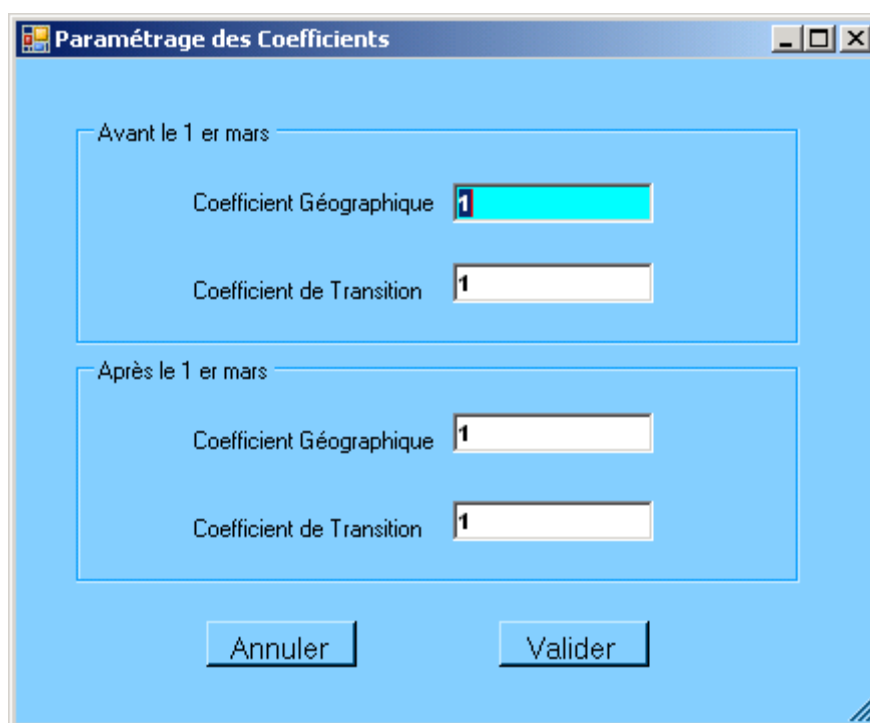 Paramétrage des Coefficients
Avant le 1 er mars
Coefficient Géographique 1
Coefficient de Transition 1
Après le 1 er mars
Coefficient Géographique 1
Coefficient de Transition 1
Annuler Valider